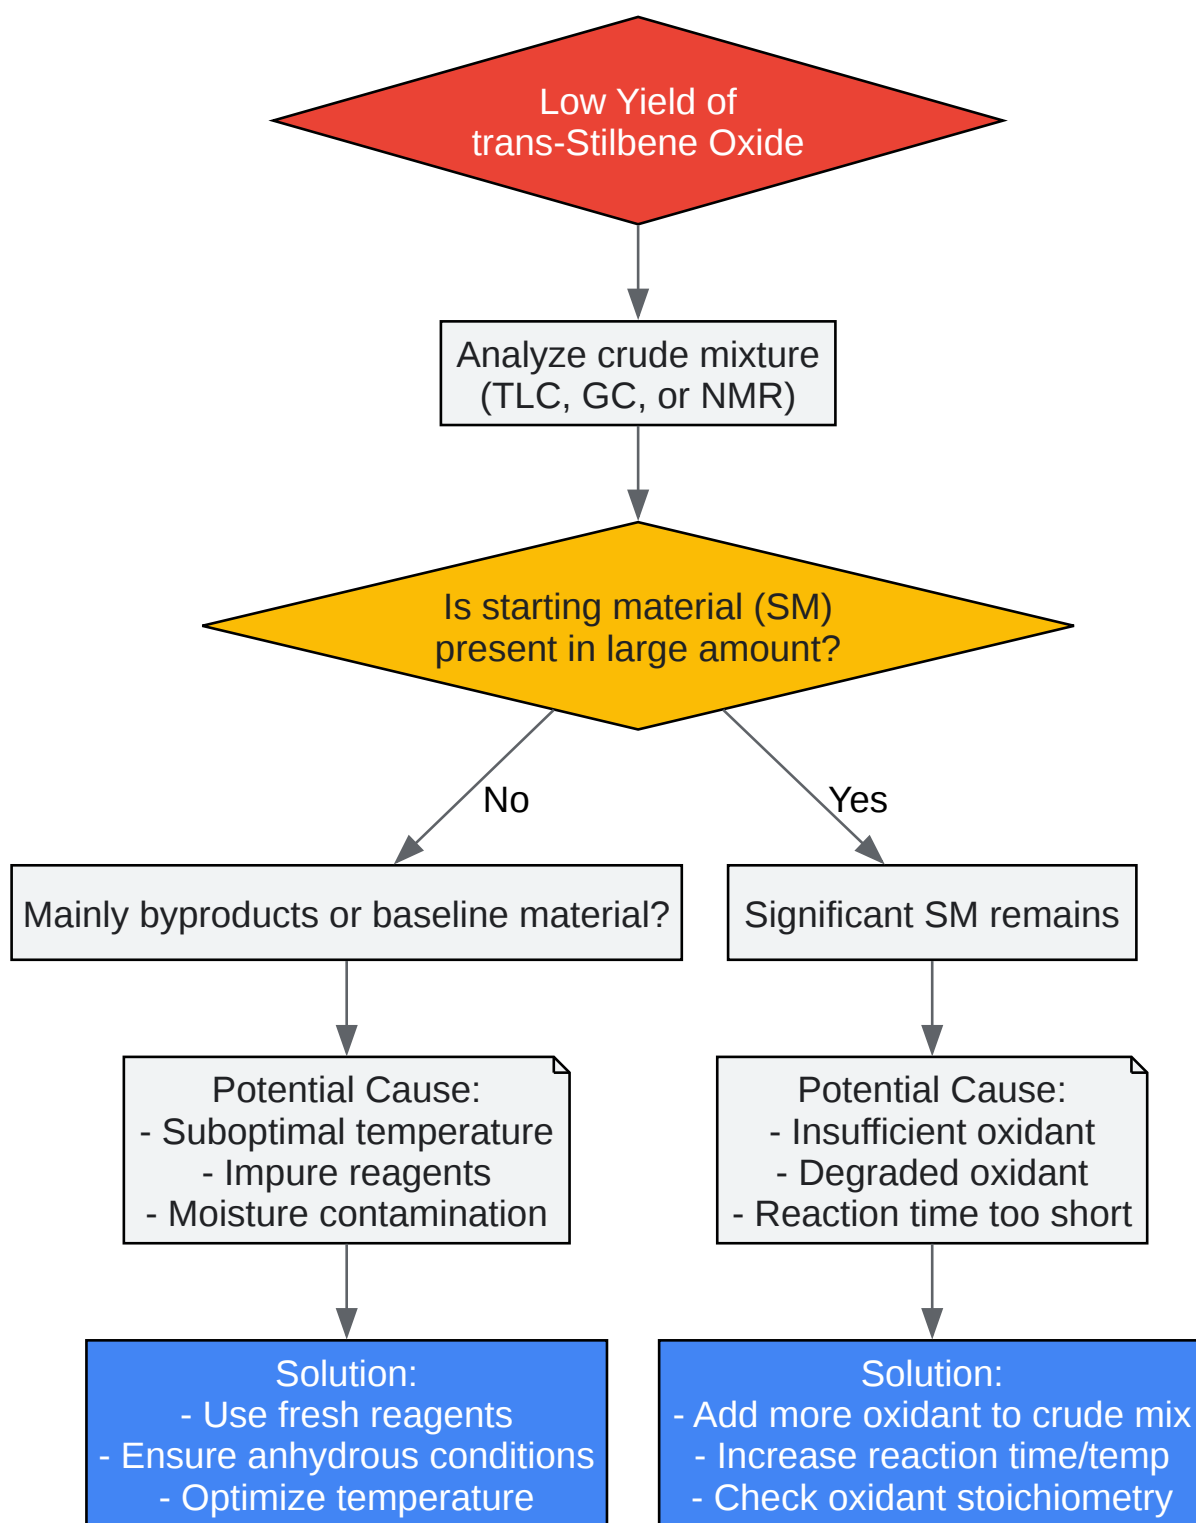 Low Yield of
trans-Stilbene Oxide
Analyze crude mixture
(TLC, GC, or NMR)
Is starting material (SM)
present in large amount?
No
Yes
Mainly byproducts or baseline material?
Significant SM remains
Potential Cause:
- Suboptimal temperature
- Impure reagents
- Moisture contamination
Potential Cause:
- Insufficient oxidant
- Degraded oxidant
- Reaction time too short
Solution:
- Use fresh reagents
- Ensure anhydrous conditions
- Optimize temperature
Solution:
- Add more oxidant to crude mix
- Increase reaction time/temp
- Check oxidant stoichiometry